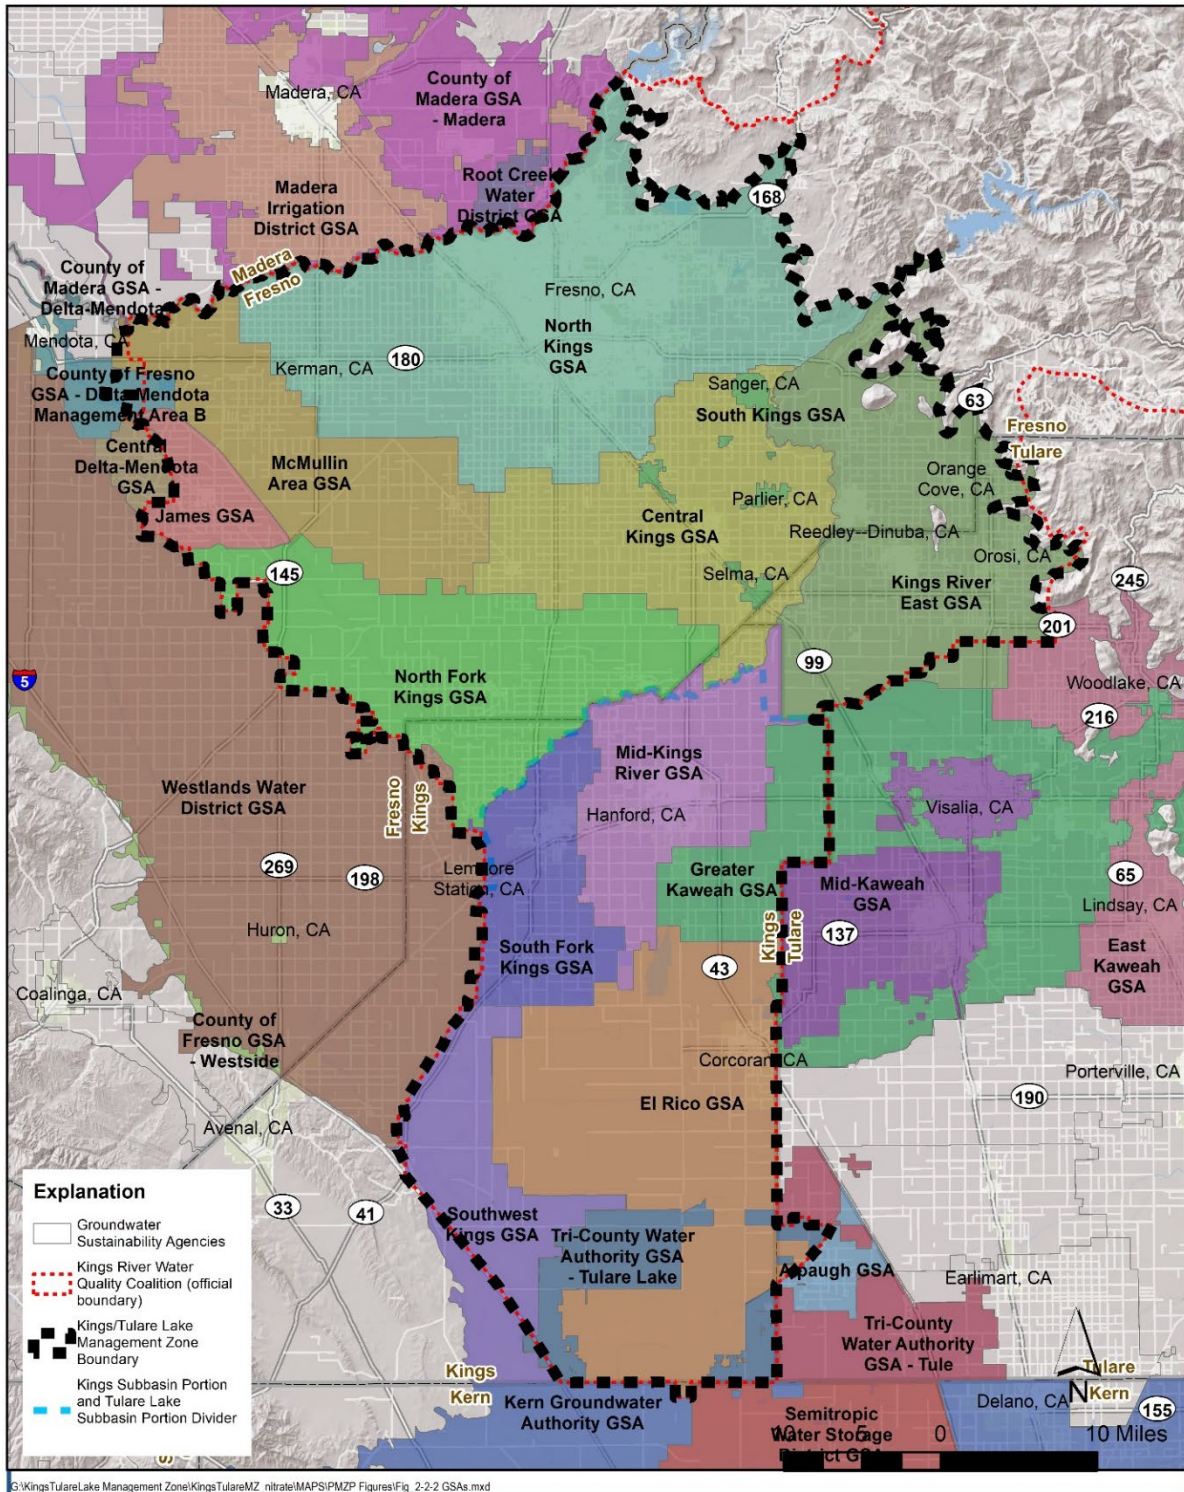 Madera, CA
County of
Madera GSA
- Madera
Root Creek
Water
District GSA
Madera
Irrigation
District GSA
168
County of
Madera GSA -
Delta-Mendota
Madera
Fresno
Mendota, CA
Fresno, CA
North
Kings
GSA
Kerman, CA
180
County of Fresno
GSA - Delta-Mendota
Management Area B
Sanger, CA
South Kings GSA
63
Fresno
Tulare
Central
Delta-Mendota
GSA
McMullin
Area GSA
Orange
Cove, CA
Parlier, CA
James GSA
Central
Kings GSA
Reedley--Dinuba, CA
Orosi, CA
145
Selma, CA
Kings River
East GSA
245
201
5
North Fork
Kings GSA
99
Woodlake, CA
216
Westlands Water
District GSA
Fresno
Kings
Mid-Kings
River GSA
Hanford, CA
Visalia, CA
269
198
Lemoore
Station, CA
Greater
Kaweah GSA
Mid-Kaweah
GSA
65
Lindsay, CA
Huron, CA
South Fork
Kings GSA
43
Kings
Tulare
137
East
Kaweah
GSA
Coalinga, CA
County of
Fresno GSA
- Westside
Corcoran, CA
El Rico GSA
Porterville, CA
190
Avenal, CA
33
41
Southwest
Kings GSA
Tri-County Water
Authority GSA
- Tulare Lake
Alpaugh GSA
Earlimart, CA
Tri-County
Water Authority
GSA - Tule
Kings
Kern
Tulare
Kern
Kern Groundwater
Authority GSA
Delano, CA
155
Semitropic
Water Storage
District GSA
Explanation
Groundwater
Sustainability Agencies
Kings River Water
Quality Coalition (official
boundary)
Kings/Tulare Lake
Management Zone
Boundary
Kings Subbasin Portion
and Tulare Lake
Subbasin Portion Divider
N
10 5 0 10 Miles
G:\KingsTulareLake Management Zone\KingsTulareMZ_nitrate\MAPS\PMZP Figures\Fig_2-2-2 GSAs.mxd